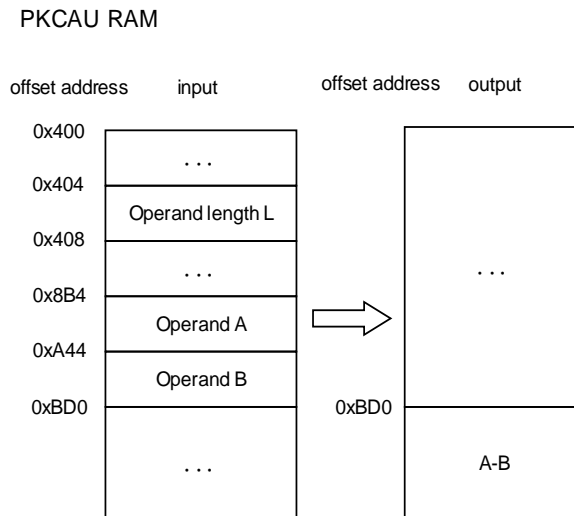 PKCAU RAM
offset address input offset address output
0x400
. . .
0x404
Operand length L
0x408
. . .
. . .
0x8B4
Operand A
0xA44
Operand B
0xBD0 0xBD0
. . .
A-B